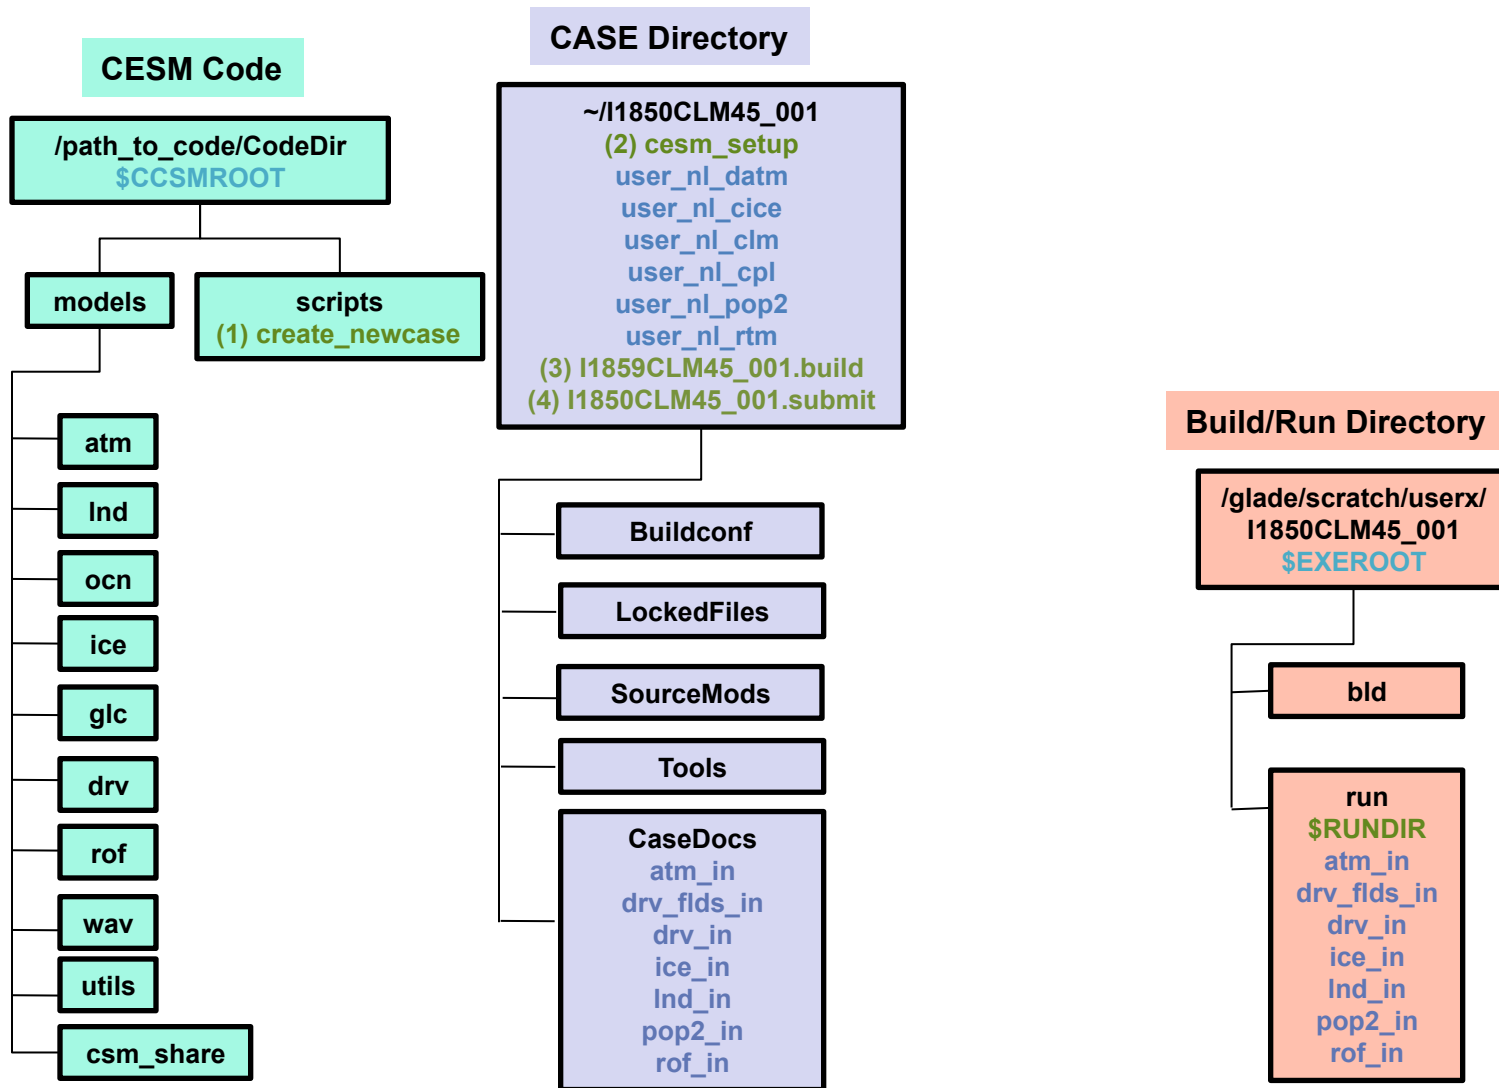 CESM Code
/path_to_code/CodeDir
$CCSMROOT
models
scripts
(1) create_newcase
atm
lnd
ocn
ice
glc
drv
rof
wav
utils
csm_share
CASE Directory
~/I1850CLM45_001
(2) cesm_setup
user_nl_datm
user_nl_cice
user_nl_clm
user_nl_cpl
user_nl_pop2
user_nl_rtm
(3) I1859CLM45_001.build
(4) I1850CLM45_001.submit
Buildconf
LockedFiles
SourceMods
Tools
CaseDocs
atm_in
drv_flds_in
drv_in
ice_in
lnd_in
pop2_in
rof_in
Build/Run Directory
/glade/scratch/userx/
I1850CLM45_001
$EXEROOT
bld
run
$RUNDIR
atm_in
drv_flds_in
drv_in
ice_in
lnd_in
pop2_in
rof_in